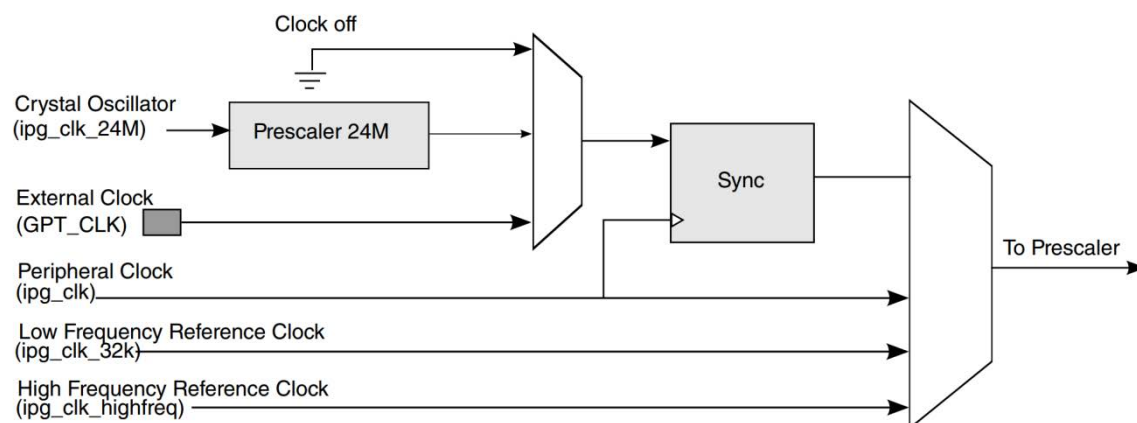 Clock off
Crystal Oscillator
(ipg_clk_24M)
Prescaler 24M
External Clock
(GPT_CLK)
Sync
To Prescaler
Peripheral Clock
(ipg_clk)
Low Frequency Reference Clock
(ipg_clk_32k)
High Frequency Reference Clock
(ipg_clk_highfreq)